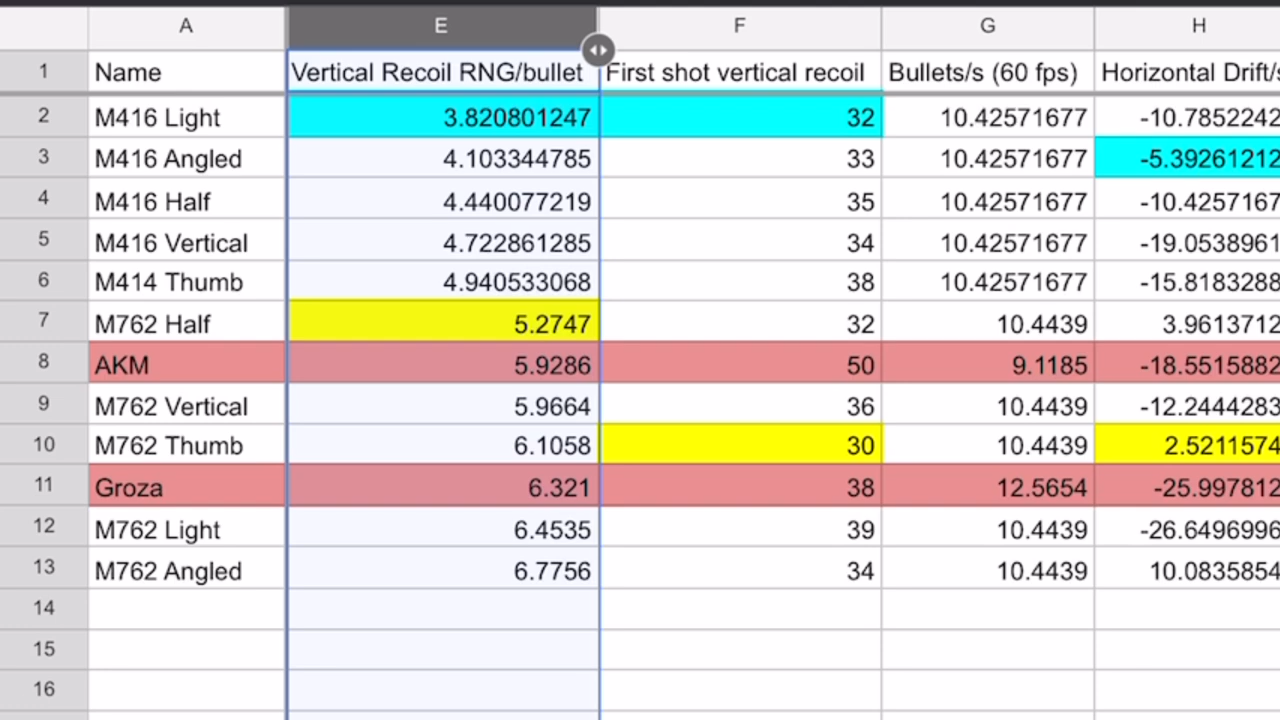 A E F G H
1 Name Vertical Recoil RNG/bullet First shot vertical recoil Bullets/s (60 fps) Horizontal Drift/s
2 M416 Light 3.820801247 32 10.42571677 -10.7852242
3 M416 Angled 4.103344785 33 10.42571677 -5.39261212
4 M416 Half 4.440077219 35 10.42571677 -10.4257167
5 M416 Vertical 4.722861285 34 10.42571677 -19.0538961
6 M414 Thumb 4.940533068 38 10.42571677 -15.8183288
7 M762 Half 5.2747 32 10.4439 3.9613712
8 AKM 5.9286 50 9.1185 -18.5515882
9 M762 Vertical 5.9664 36 10.4439 -12.2444283
10 M762 Thumb 6.1058 30 10.4439 2.5211574
11 Groza 6.321 38 12.5654 -25.997812
12 M762 Light 6.4535 39 10.4439 -26.6496996
13 M762 Angled 6.7756 34 10.4439 10.0835854
14
15
16